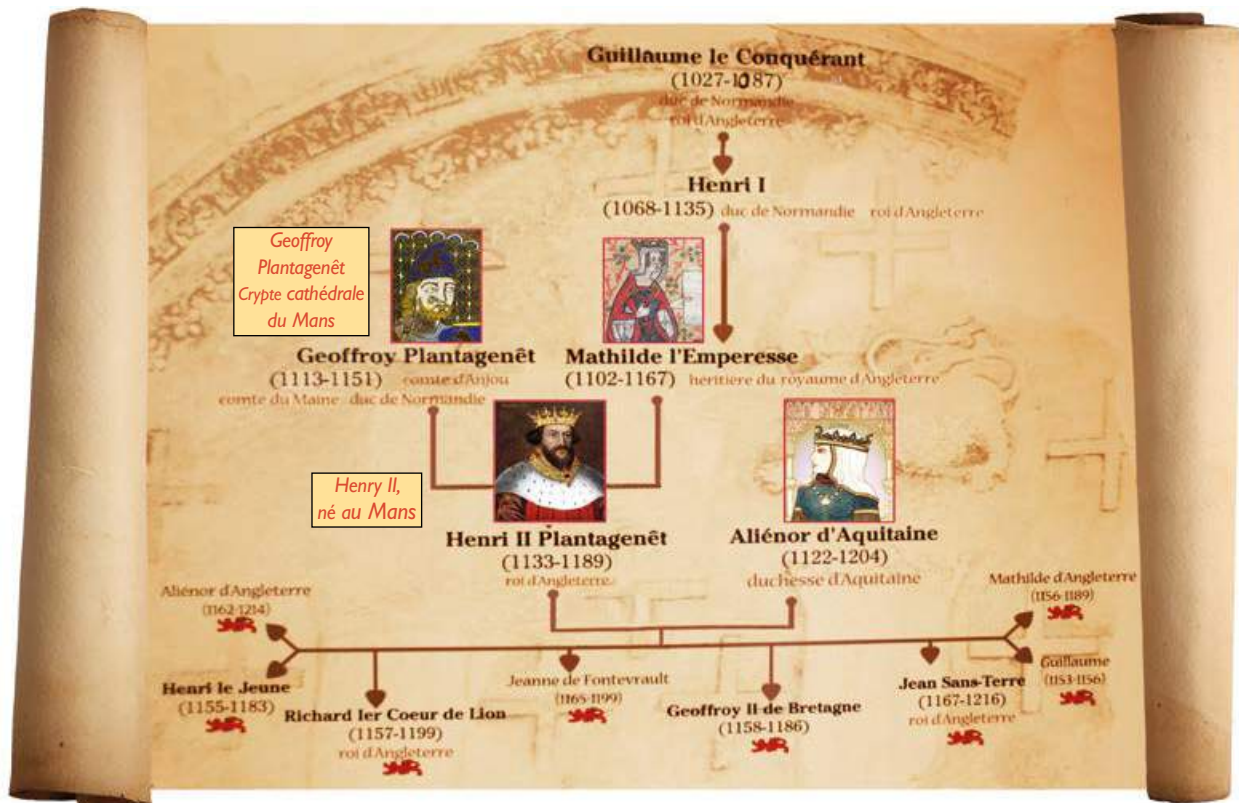 Guillaume le Conquérant
(1027-1087)
duc de Normandie
roi d'Angleterre
Henri I
(1068-1135) duc de Normandie roi d'Angleterre
Geoffroy
Plantagenêt
Crypte cathédrale
du Mans
Geoffroy Plantagenêt
(1113-1151) comte d'Anjou
comte du Maine duc de Normandie
Mathilde l'Emperesse
(1102-1167) heritiere du royaume d'Angleterre
Henry II,
né au Mans
Henri II Plantagenêt
(1133-1189)
roi d'Angleterre
Aliénor d'Aquitaine
(1122-1204)
duchesse d'Aquitaine
Aliénor d'Angleterre
(1162-1214)
Mathilde d'Angleterre
(1156-1189)
Henri le Jeune
(1155-1183)
Richard Ier Coeur de Lion
(1157-1199)
roi d'Angleterre
Jeanne de Fontevrault
(1165-1199)
Geoffroy II de Bretagne
(1158-1186)
Jean Sans-Terre
(1167-1216)
roi d'Angleterre
Guillaume
(1153-1156)